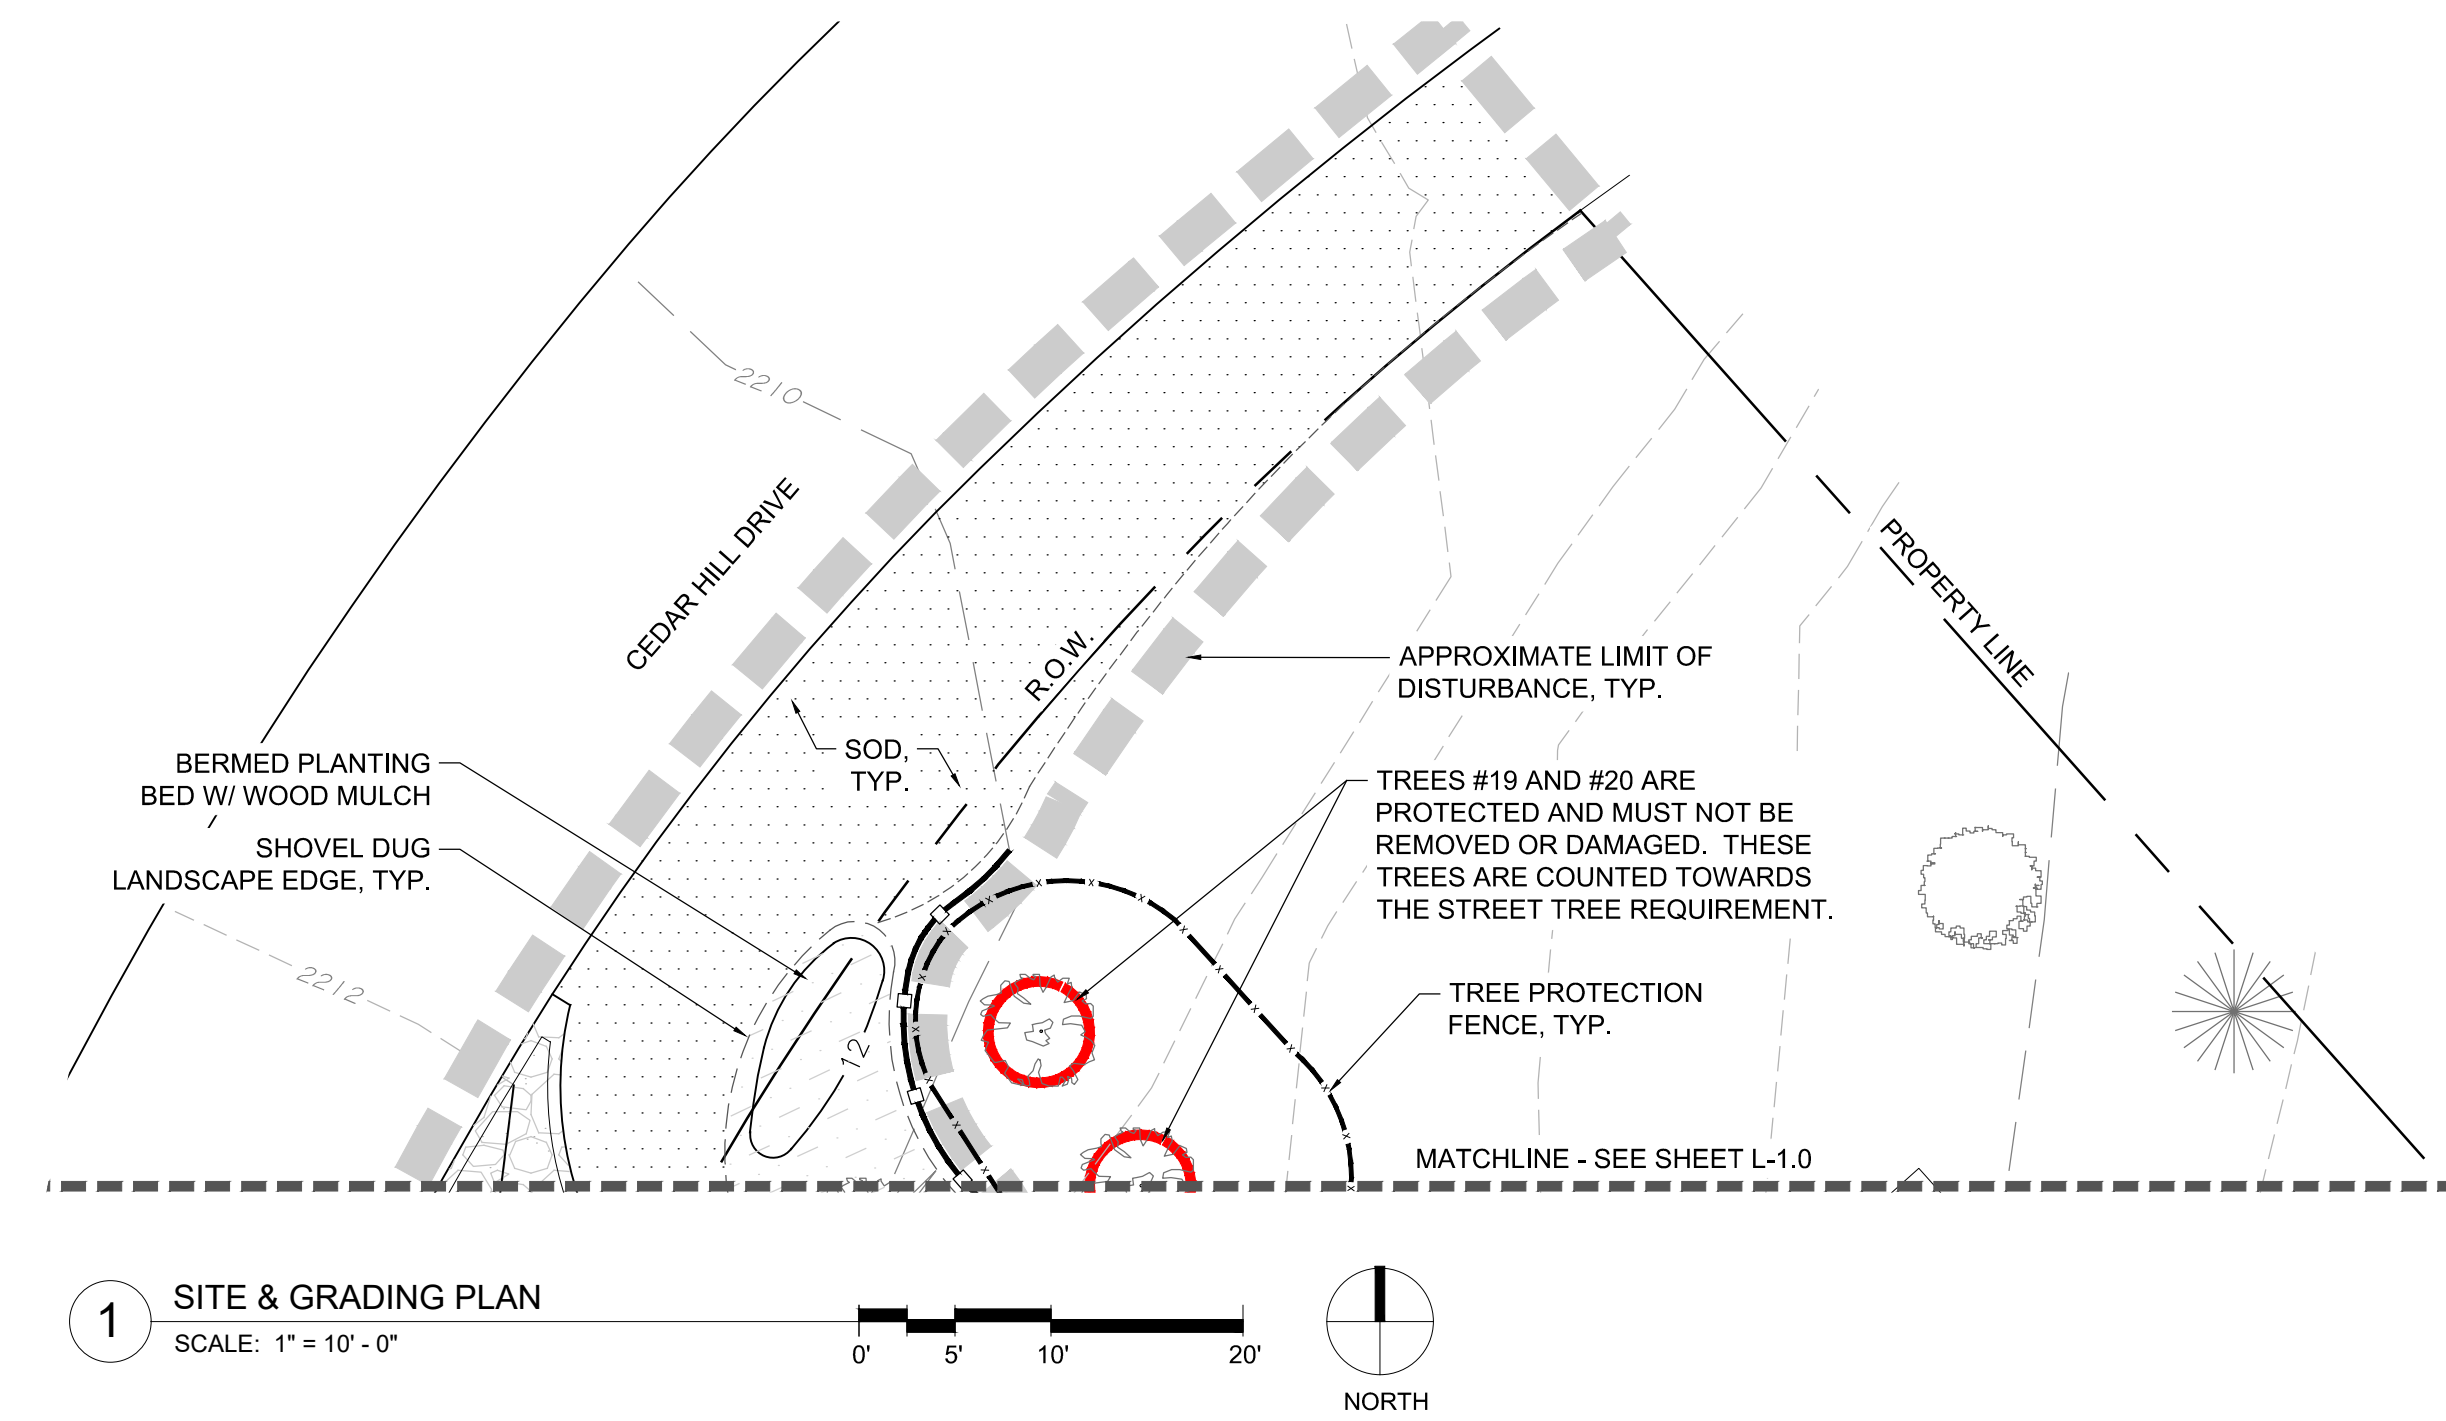 2210
CEDAR HILL DRIVE
R.O.W.
PROPERTY LINE
APPROXIMATE LIMIT OF
DISTURBANCE, TYP.
BERMED PLANTING
BED W/ WOOD MULCH
SOD,
TYP.
SHOVEL DUG
LANDSCAPE EDGE, TYP.
TREES #19 AND #20 ARE
PROTECTED AND MUST NOT BE
REMOVED OR DAMAGED. THESE
TREES ARE COUNTED TOWARDS
THE STREET TREE REQUIREMENT.
2212
12
TREE PROTECTION
FENCE, TYP.
MATCHLINE - SEE SHEET L-1.0
1
SITE & GRADING PLAN
SCALE: 1" = 10' - 0"
0' 5' 10' 20'
NORTH